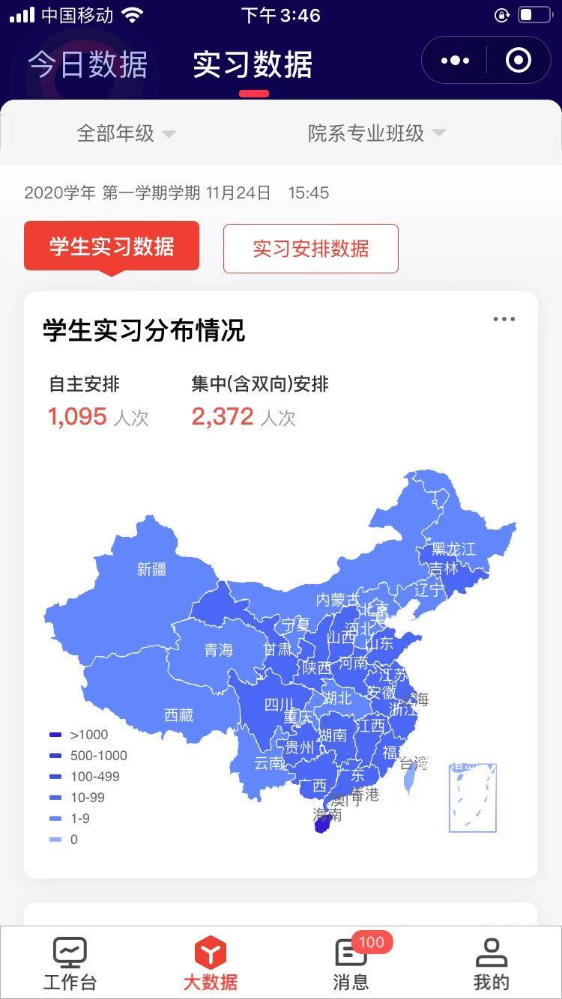 中国移动 下午3:46
今日数据 实习数据
全部年级 院系专业班级
2020学年 第一学期学期 11月24日 15:45
学生实习数据 实习安排数据
学生实习分布情况
自主安排 集中(含双向)安排
1,095 人次 2,372 人次
黑龙江
新疆 吉林
辽宁
内蒙古 北京
宁夏 河北
山西 山东
青海 甘肃
陕西 河南
江苏
安徽
四川 湖北 上海
西藏 重庆 浙江
江西
>1000 湖南
贵州
500-1000 云南 台湾
100-499 广西 广东
10-99 澳门 香港
1-9 海南
0
100
工作台 大数据 消息 我的